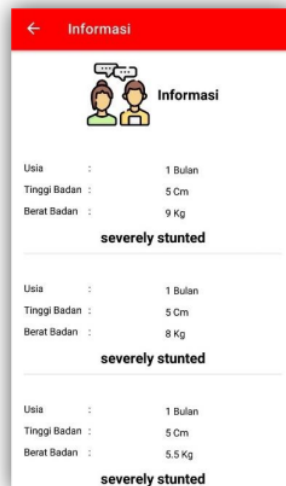 Informasi
Informasi
Usia : 1 Bulan
Tinggi Badan : 5 Cm
Berat Badan : 9 Kg
severely stunted
Usia : 1 Bulan
Tinggi Badan : 5 Cm
Berat Badan : 8 Kg
severely stunted
Usia : 1 Bulan
Tinggi Badan : 5 Cm
Berat Badan : 5.5 Kg
severely stunted